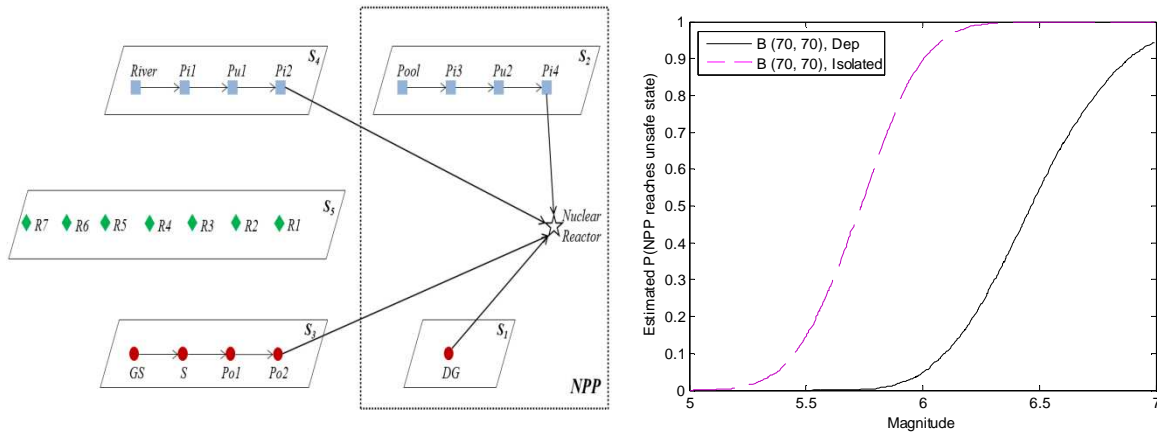 S4
River Pi1 Pu1 Pi2
S2
Pool Pi3 Pu2 Pi4
S5
R7 R6 R5 R4 R3 R2 R1
Nuclear
Reactor
S3
GS S Po1 Po2
S1
DG
NPP
Estimated P(NPP reaches unsafe state)
1
0.9
0.8
0.7
0.6
0.5
0.4
0.3
0.2
0.1
0
B (70, 70), Dep
B (70, 70), Isolated
5 5.5 6 6.5 7
Magnitude